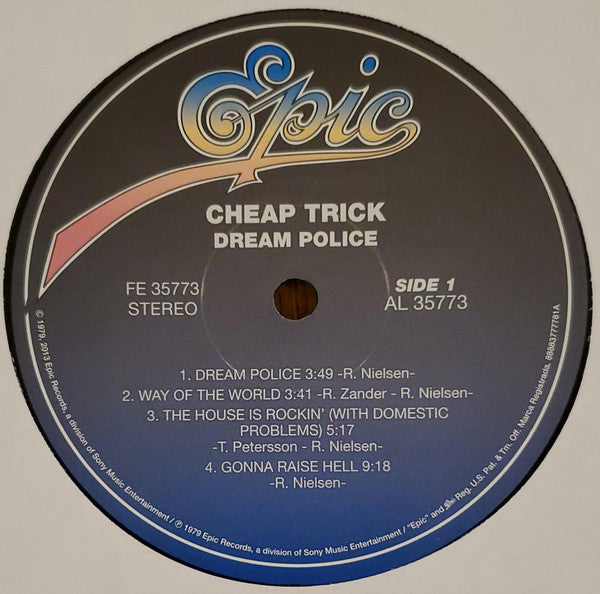 Epic
CHEAP TRICK
DREAM POLICE
FE 35773
STEREO
SIDE 1
AL 35773
1. DREAM POLICE 3:49 -R. Nielsen-
2. WAY OF THE WORLD 3:41 -R. Zander - R. Nielsen-
3. THE HOUSE IS ROCKIN' (WITH DOMESTIC
PROBLEMS) 5:17
-T. Petersson - R. Nielsen-
4. GONNA RAISE HELL 9:18
-R. Nielsen-
© 1979, 2013 Epic Records, a division of Sony Music Entertainment / ℗ 1979 Epic Records, a division of Sony Music Entertainment / "Epic" and Reg. U.S. Pat. & Tm. Off. Marca Registrada. 88883777781A